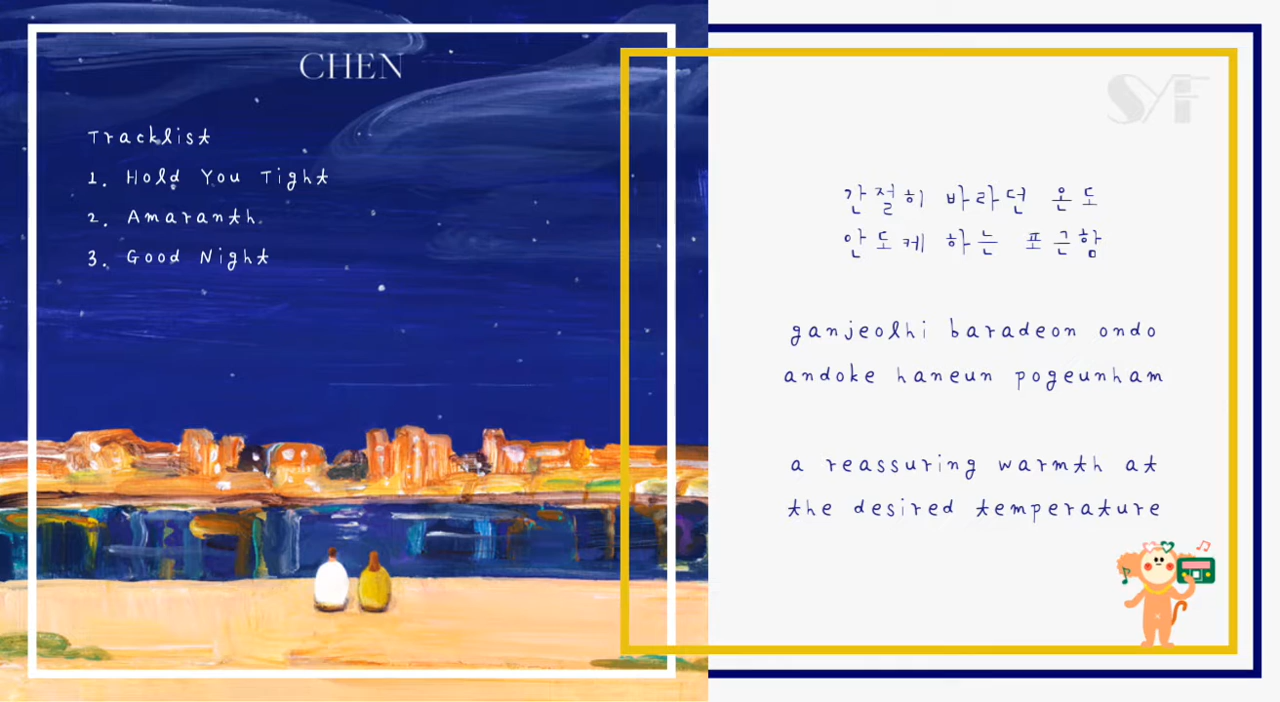 CHEN
Tracklist
1. Hold You Tight
2. Amaranth
3. Good Night
SYF
간절히 바라던 온도
안도케 하는 포근함
ganjeolhi baradeon ondo
andoke haneun pogeunham
a reassuring warmth at
the desired temperature